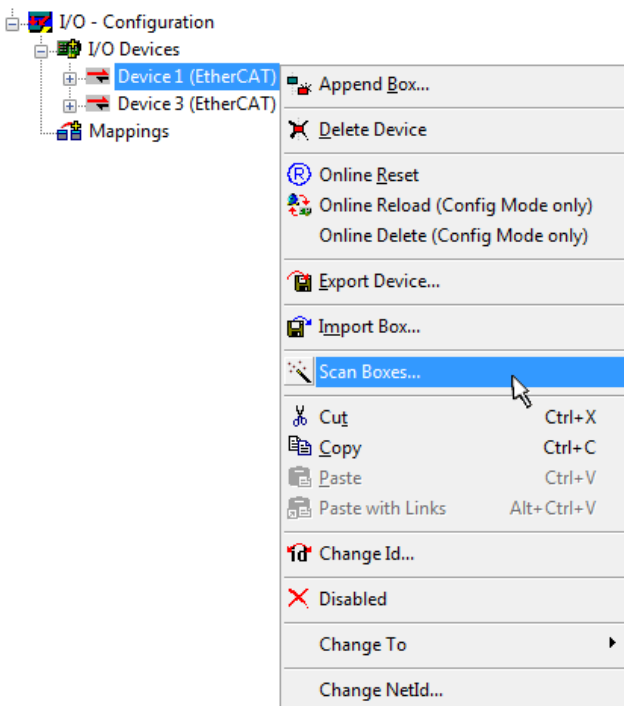 I/O - Configuration
I/O Devices
Device 1 (EtherCAT)
Device 3 (EtherCAT)
Mappings
Append Box...
Delete Device
Online Reset
Online Reload (Config Mode only)
Online Delete (Config Mode only)
Export Device...
Import Box...
Scan Boxes...
Cut Ctrl+X
Copy Ctrl+C
Paste Ctrl+V
Paste with Links Alt+Ctrl+V
Change Id...
Disabled
Change To
Change NetId...